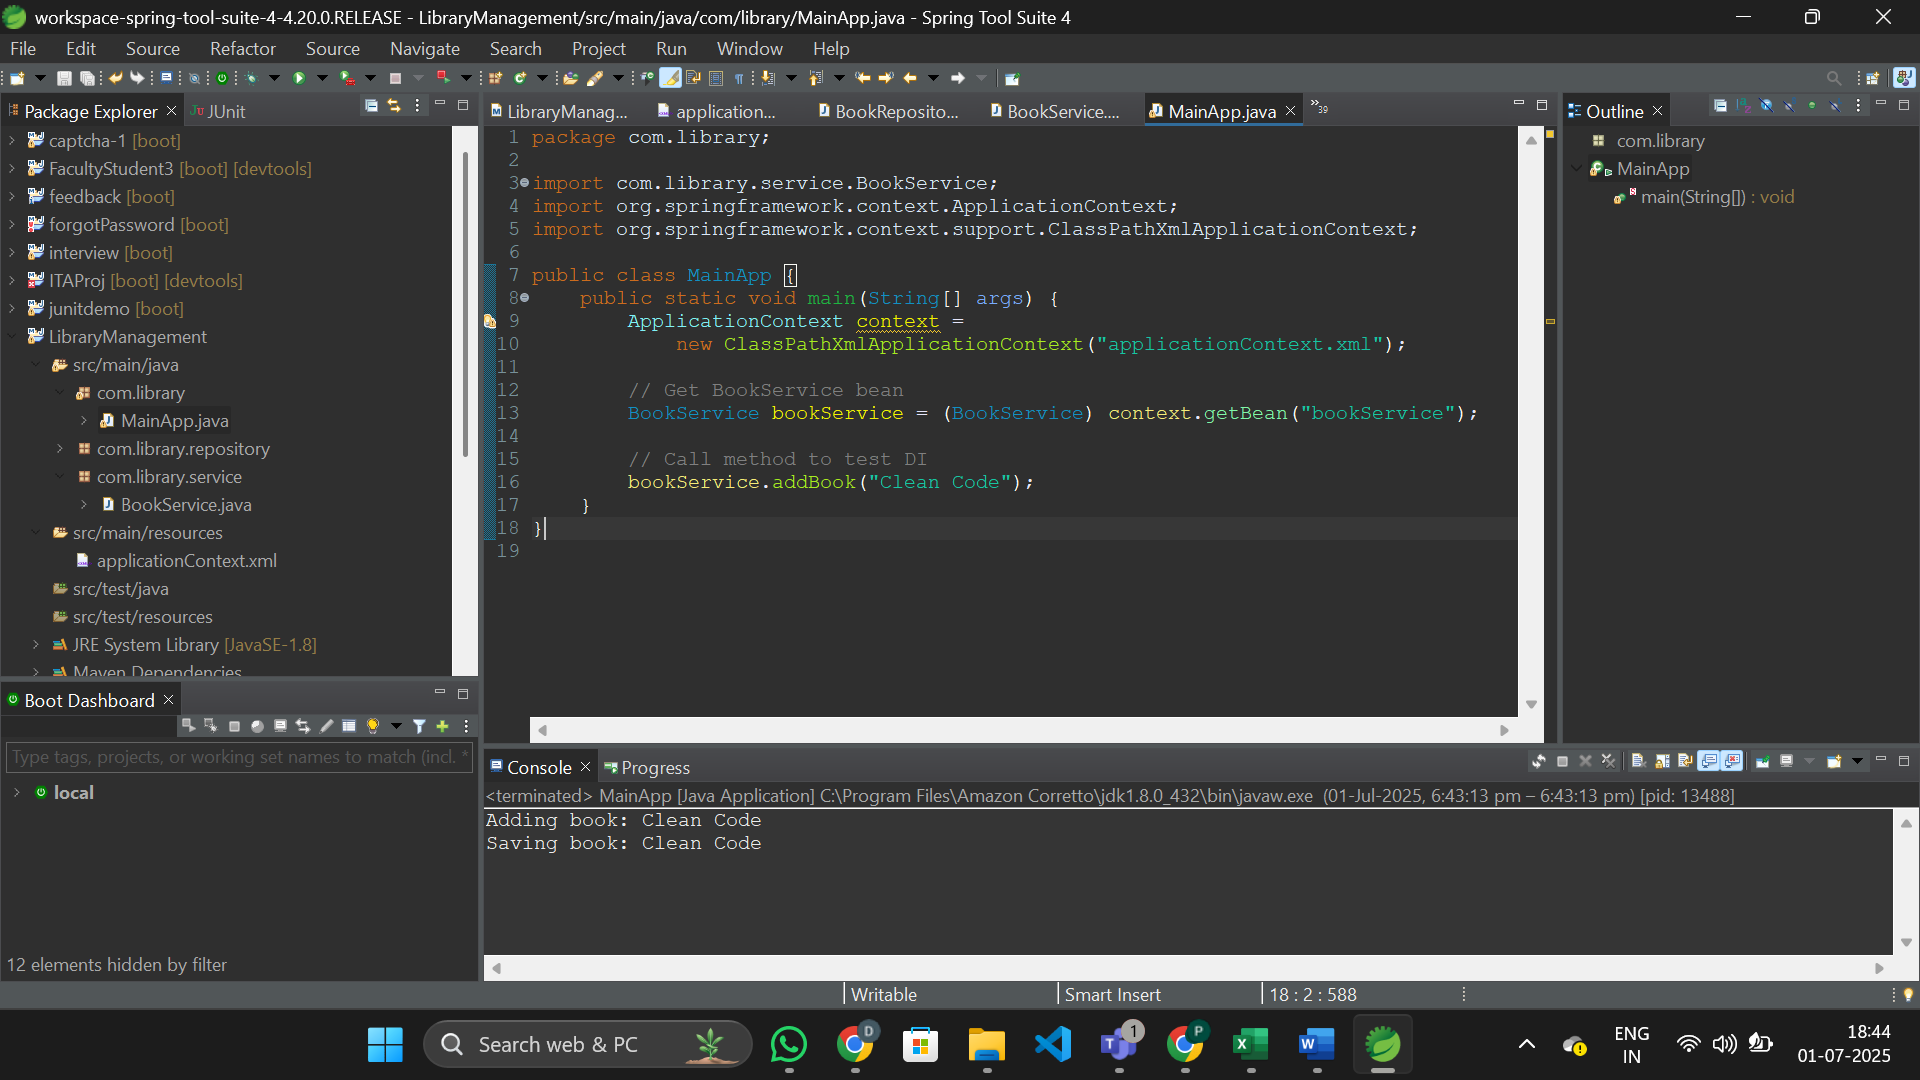 workspace-spring-tool-suite-4-4.20.0.RELEASE - LibraryManagement/src/main/java/com/library/MainApp.java - Spring Tool Suite 4
File Edit Source Refactor Source Navigate Search Project Run Window Help
Package Explorer
JUnit
captcha-1 [boot]
FacultyStudent3 [boot] [devtools]
feedback [boot]
forgotPassword [boot]
interview [boot]
ITAProj [boot] [devtools]
junitdemo [boot]
LibraryManagement
src/main/java
com.library
MainApp.java
com.library.repository
com.library.service
BookService.java
src/main/resources
applicationContext.xml
src/test/java
src/test/resources
JRE System Library [JavaSE-1.8]
Maven Dependencies
Boot Dashboard
Type tags, projects, or working set names to match (incl. *
local
12 elements hidden by filter
LibraryManag... application... BookReposito... BookService.... MainApp.java »39
1 package com.library;
2
3 import com.library.service.BookService;
4 import org.springframework.context.ApplicationContext;
5 import org.springframework.context.support.ClassPathXmlApplicationContext;
6
7 public class MainApp {
8 public static void main(String[] args) {
9 ApplicationContext context =
10 new ClassPathXmlApplicationContext("applicationContext.xml");
11
12 // Get BookService bean
13 BookService bookService = (BookService) context.getBean("bookService");
14
15 // Call method to test DI
16 bookService.addBook("Clean Code");
17 }
18 }
19
Outline
com.library
MainApp
main(String[]) : void
Console Progress
<terminated> MainApp [Java Application] C:\Program Files\Amazon Corretto\jdk1.8.0_432\bin\javaw.exe (01-Jul-2025, 6:43:13 pm – 6:43:13 pm) [pid: 13488]
Adding book: Clean Code
Saving book: Clean Code
Writable Smart Insert 18 : 2 : 588
Search web & PC
D
1
P
ENG
IN
18:44
01-07-2025